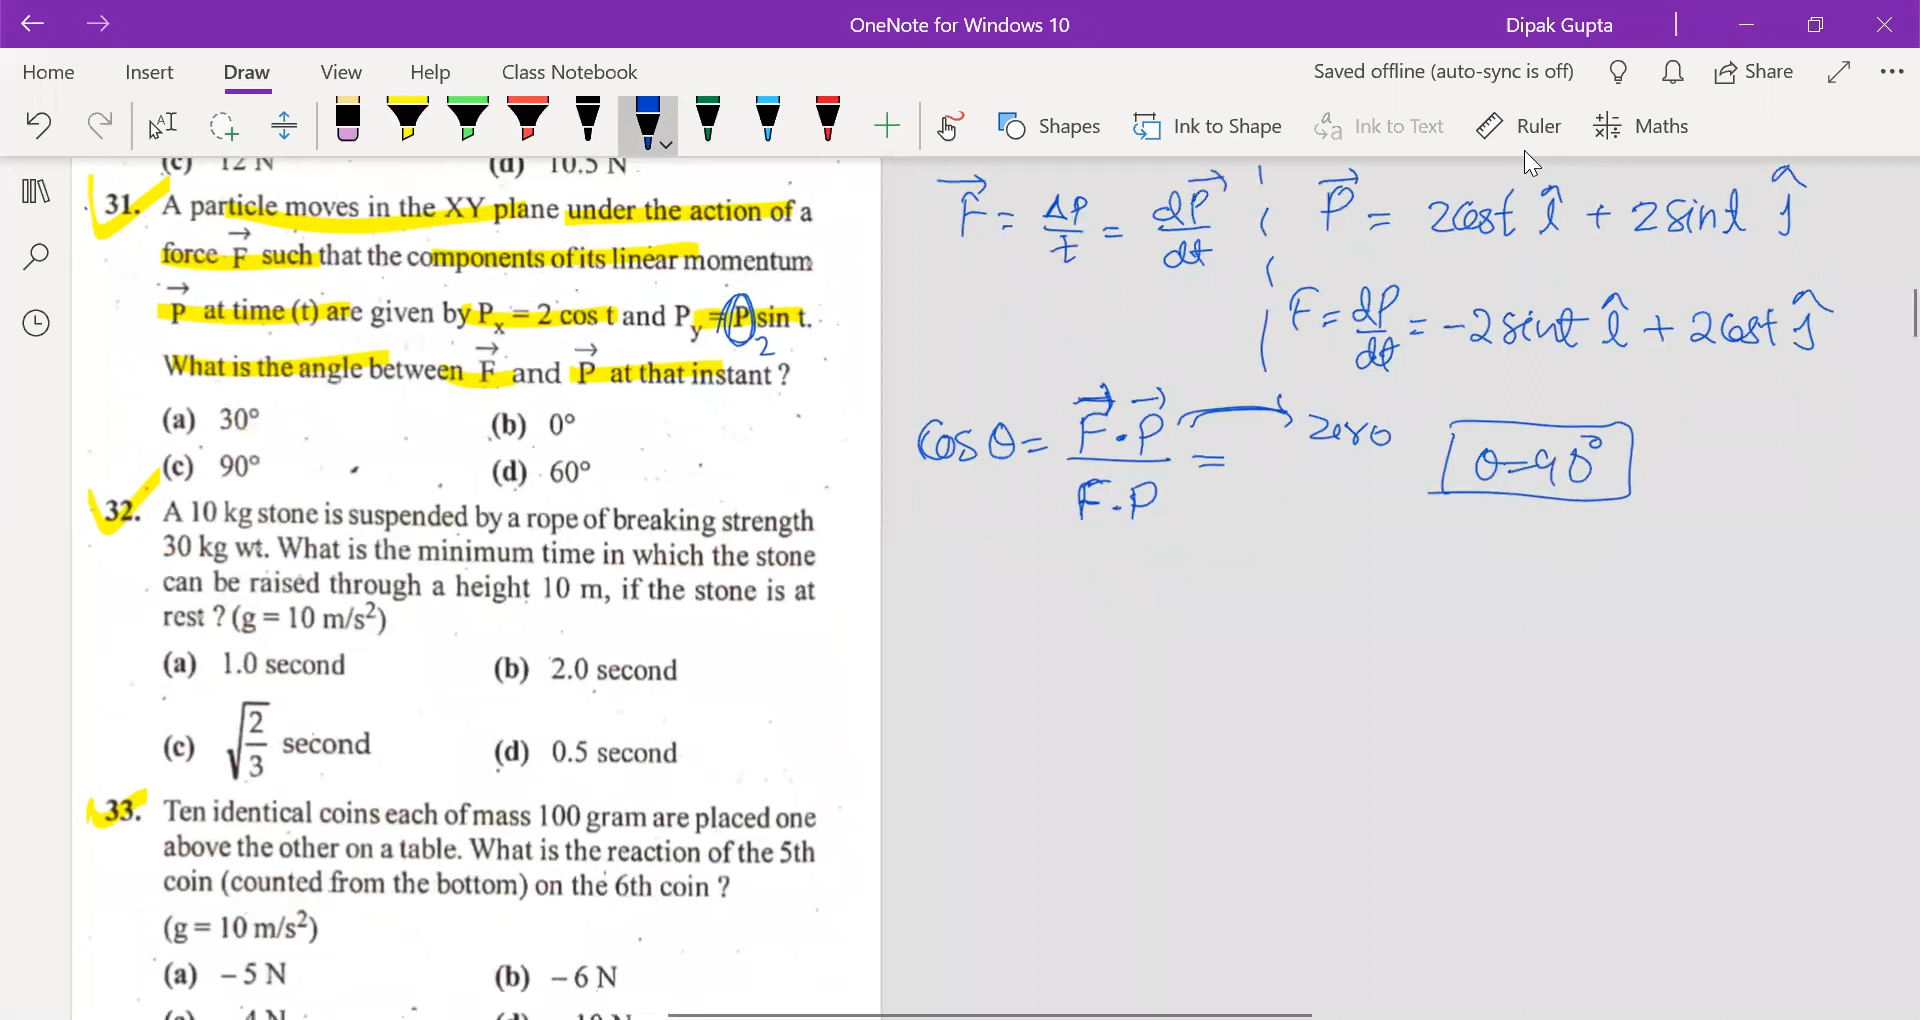 OneNote for Windows 10
Dipak Gupta
Home Insert Draw View Help Class Notebook
Saved offline (auto-sync is off) Share
Shapes Ink to Shape Ink to Text Ruler Maths
(c) 12 N (d) 10.5 N
31. A particle moves in the XY plane under the action of a
force F⃗ such that the components of its linear momentum
P⃗ at time (t) are given by Pₓ = 2 cos t and Pᵧ = P sin t.
2
What is the angle between F⃗ and P⃗ at that instant ?
(a) 30° (b) 0°
(c) 90° (d) 60°
32. A 10 kg stone is suspended by a rope of breaking strength
30 kg wt. What is the minimum time in which the stone
can be raised through a height 10 m, if the stone is at
rest ? (g = 10 m/s²)
(a) 1.0 second (b) 2.0 second
(c) √(2/3) second (d) 0.5 second
33. Ten identical coins each of mass 100 gram are placed one
above the other on a table. What is the reaction of the 5th
coin (counted from the bottom) on the 6th coin ?
(g = 10 m/s²)
(a) – 5 N (b) – 6 N
F⃗ = ΔP/t = dP⃗/dt
P⃗ = 2cost î + 2sint ĵ
F = dP/dt = -2sint î + 2cost ĵ
Cosθ = F⃗.P⃗/F.P = zero
θ=90°